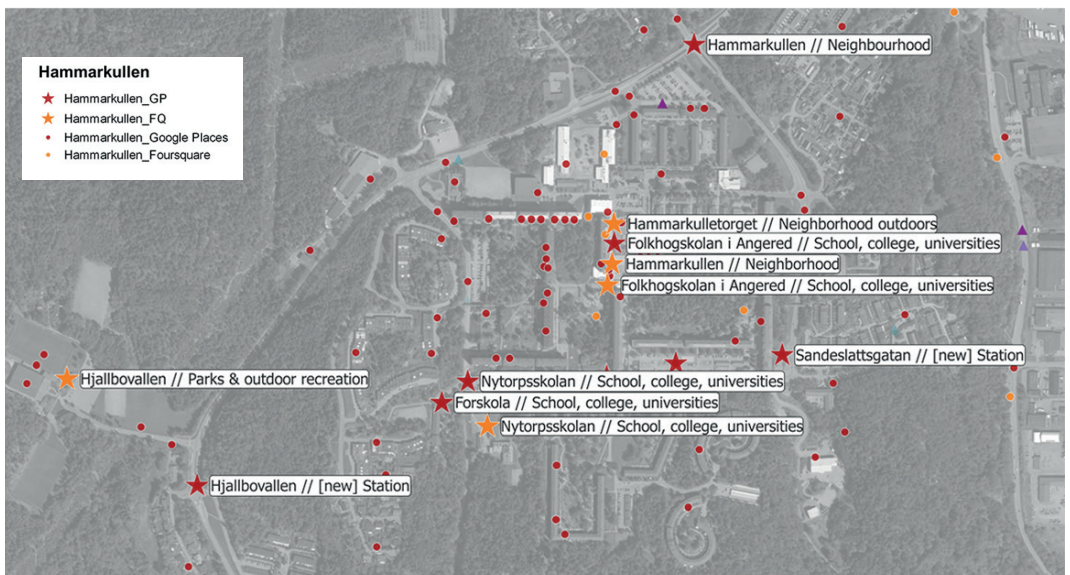 Hammarkullen // Neighbourhood
Hammarkullen
Hammarkullen_GP
Hammarkullen_FQ
Hammarkullen_Google Places
Hammarkullen_Foursquare
Hammarkulletorget // Neighborhood outdoors
Folkhogskolan i Angered // School, college, universities
Hammarkullen // Neighborhood
Folkhogskolan i Angered // School, college, universities
Sandeslattsgatan // [new] Station
Hjallbovallen // Parks & outdoor recreation
Nytorpsskolan // School, college, universities
Forskola // School, college, universities
Nytorpsskolan // School, college, universities
Hjallbovallen // [new] Station